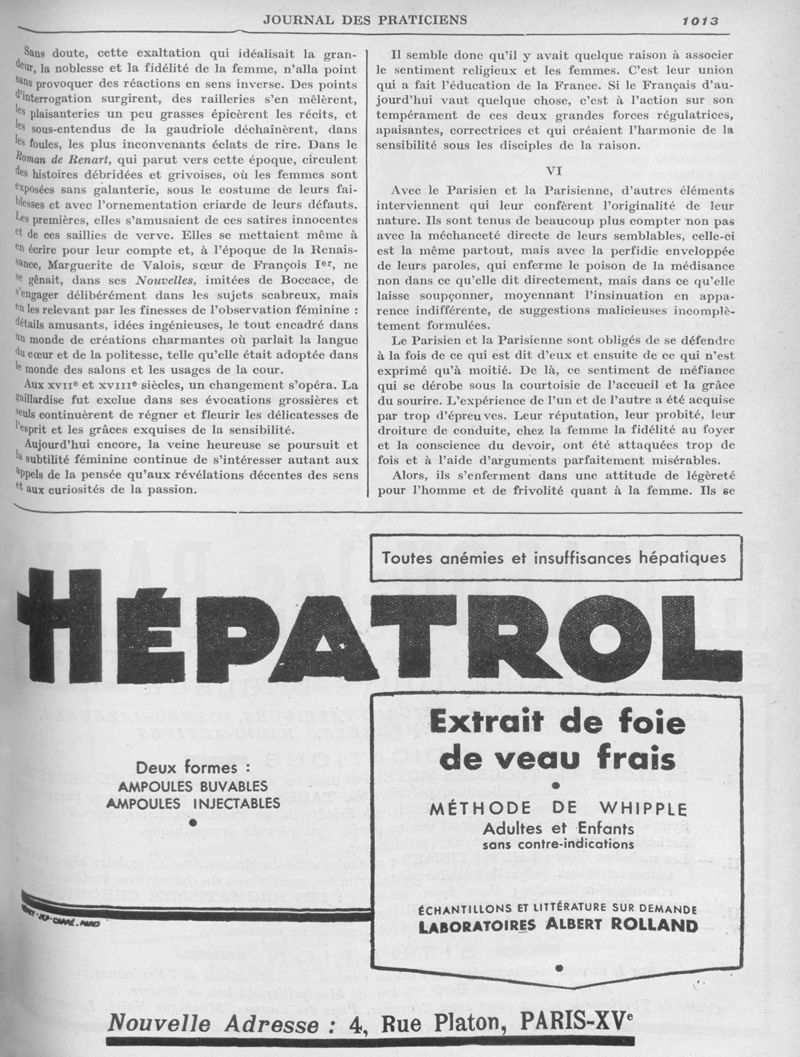 JOURNAL DES PRATICIENS
1013
Sans doute, cette exaltation qui idéalisait la gran-
deur, la noblesse et la fidélité de la femme, n'alla point
sans provoquer des réactions en sens inverse. Des points
d'interrogation surgirent, des railleries s'en mêlèrent,
les plaisanteries un peu grasses épicèrent les récits, et
les sous-entendus de la gaudriole déchaînèrent, dans
les foules, les plus inconvenants éclats de rire. Dans le
Roman de Renart, qui parut vers cette époque, circulent
des histoires débridées et grivoises, où les femmes sont
exposées sans galanterie, sous le costume de leurs fai-
blesses et avec l'ornementation criarde de leurs défauts.
Les premières, elles s'amusaient de ces satires innocentes
et de ces saillies de verve. Elles se mettaient même à
en écrire pour leur compte et, à l'époque de la Renais-
sance, Marguerite de Valois, sœur de François Ier, ne
se gênait, dans ses Nouvelles, imitées de Boccace, de
s'engager délibérément dans les sujets scabreux, mais
en les relevant par les finesses de l'observation féminine :
détails amusants, idées ingénieuses, le tout encadré dans
un monde de créations charmantes où parlait la langue
du cœur et de la politesse, telle qu'elle était adoptée dans
le monde des salons et les usages de la cour.
Aux XVIIe et XVIIIe siècles, un changement s'opéra. La
gaillardise fut exclue dans ses évocations grossières et
seuls continuèrent de régner et fleurir les délicatesses de
l'esprit et les grâces exquises de la sensibilité.
Aujourd'hui encore, la veine heureuse se poursuit et
la subtilité féminine continue de s'intéresser autant aux
appels de la pensée qu'aux révélations décentes des sens
et aux curiosités de la passion.
Il semble donc qu'il y avait quelque raison à associer
le sentiment religieux et les femmes. C'est leur union
qui a fait l'éducation de la France. Si le Français d'au-
jourd'hui vaut quelque chose, c'est à l'action sur son
tempérament de ces deux grandes forces régulatrices,
apaisantes, correctrices et qui créaient l'harmonie de la
sensibilité sous les disciples de la raison.
VI
Avec le Parisien et la Parisienne, d'autres éléments
interviennent qui leur confèrent l'originalité de leur
nature. Ils sont tenus de beaucoup plus compter non pas
avec la méchanceté directe de leurs semblables, celle-ci
est la même partout, mais avec la perfidie enveloppée
de leurs paroles, qui enferme le poison de la médisance
non dans ce qu'elle dit directement, mais dans ce qu'elle
laisse soupçonner, moyennant l'insinuation en appa-
rence indifférente, de suggestions malicieuses incomplè-
tement formulées.
Le Parisien et la Parisienne sont obligés de se défendre
à la fois de ce qui est dit d'eux et ensuite de ce qui n'est
exprimé qu'à moitié. De là, ce sentiment de méfiance
qui se dérobe sous la courtoisie de l'accueil et la grâce
du sourire. L'expérience de l'un et de l'autre a été acquise
par trop d'épreuves. Leur réputation, leur probité, leur
droiture de conduite, chez la femme la fidélité au foyer
et la conscience du devoir, ont été attaquées trop de
fois et à l'aide d'arguments parfaitement misérables.
Alors, ils s'enferment dans une attitude de légèreté
pour l'homme et de frivolité quant à la femme. Ils se
Toutes anémies et insuffisances hépatiques
HÉPATROL
Deux formes :
AMPOULES BUVABLES
AMPOULES INJECTABLES
Extrait de foie
de veau frais
MÉTHODE DE WHIPPLE
Adultes et Enfants
sans contre-indications
ÉCHANTILLONS ET LITTÉRATURE SUR DEMANDE
LABORATOIRES ALBERT ROLLAND
Nouvelle Adresse : 4, Rue Platon, PARIS-XVe